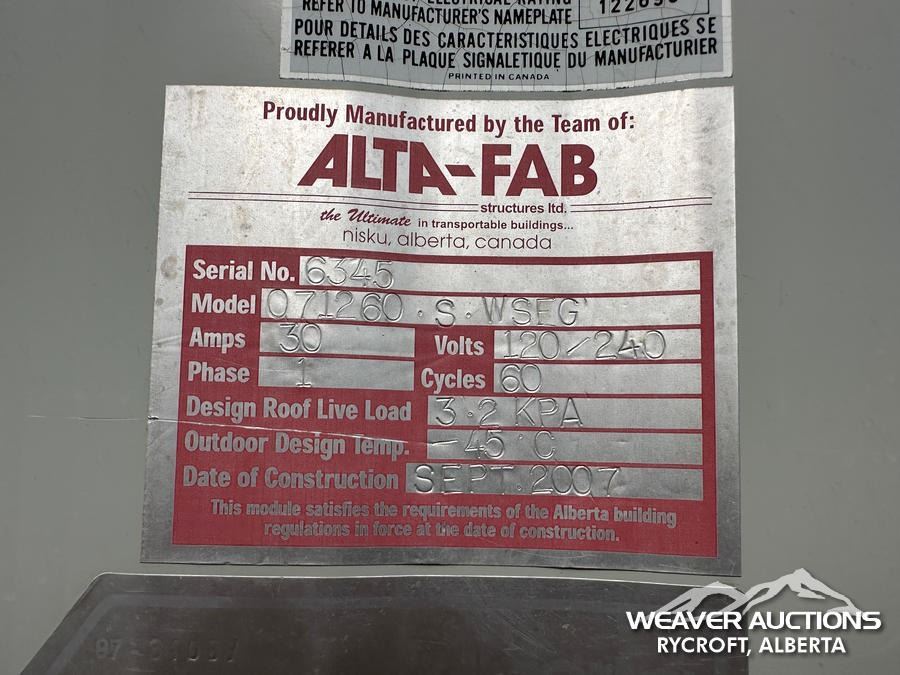 REFER TO MANUFACTURER'S NAMEPLATE
POUR DETAILS DES CARACTERISTIQUES ELECTRIQUES SE
REFERER A LA PLAQUE SIGNALETIQUE DU MANUFACTURIER
PRINTED IN CANADA
Proudly Manufactured by the Team of:
ALTA-FAB
structures ltd.
the Ultimate in transportable buildings...
nisku, alberta, canada
Serial No. 6345
Model 071260 . S . WSEG
Amps 30 Volts 120/240
Phase 1 Cycles 60
Design Roof Live Load 3.2 KPA
Outdoor Design Temp. -45°C
Date of Construction SEPT. 2007
This module satisfies the requirements of the Alberta building
regulations in force at the date of construction.
WEAVER AUCTIONS
RYCROFT, ALBERTA